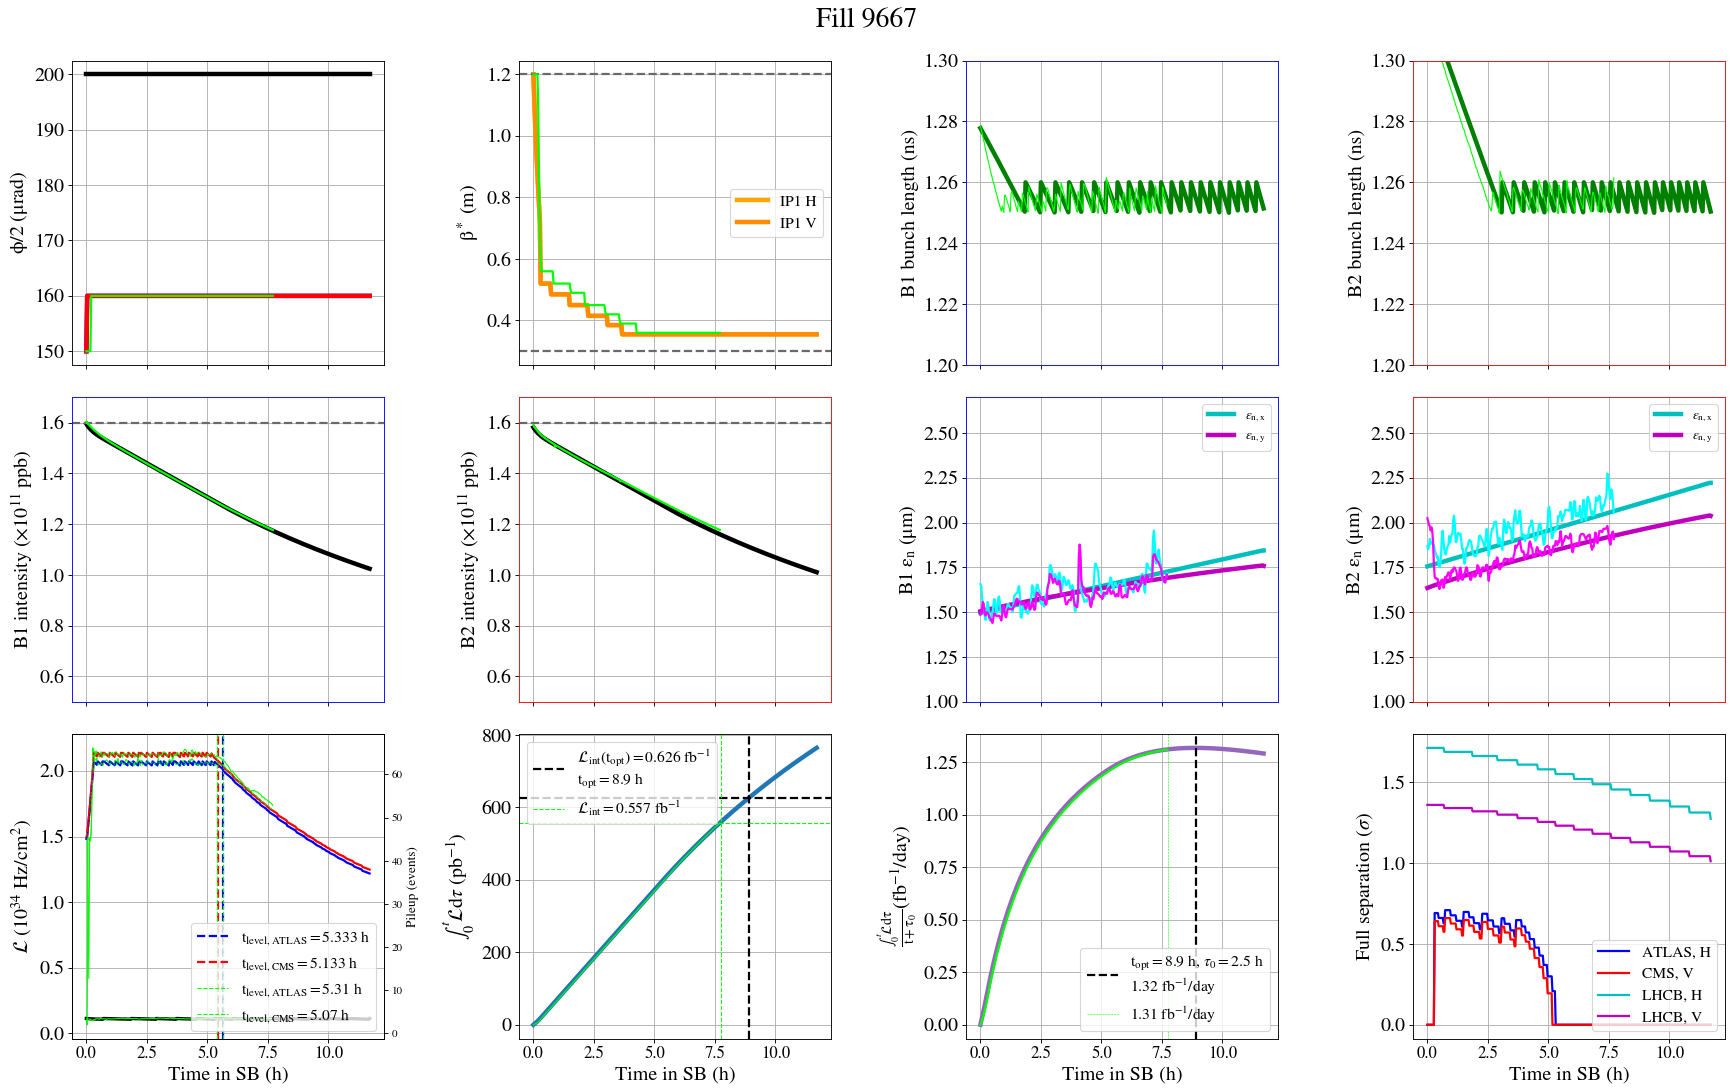 Fill 9667
ϕ/2 (μrad)
200
190
180
170
160
150
β* (m)
1.2
1.0
0.8
0.6
0.4
IP1 H
IP1 V
B1 bunch length (ns)
1.30
1.28
1.26
1.24
1.22
1.20
B2 bunch length (ns)
1.30
1.28
1.26
1.24
1.22
1.20
B1 intensity (×10¹¹ ppb)
1.6
1.4
1.2
1.0
0.8
0.6
B2 intensity (×10¹¹ ppb)
1.6
1.4
1.2
1.0
0.8
0.6
B1 εn (μm)
2.50
2.25
2.00
1.75
1.50
1.25
1.00
εn,x
εn,y
B2 εn (μm)
2.50
2.25
2.00
1.75
1.50
1.25
1.00
εn,x
εn,y
ℒ (10³⁴ Hz/cm²)
2.0
1.5
1.0
0.5
0.0
tlevel,ATLAS = 5.333 h
tlevel,CMS = 5.133 h
tlevel,ATLAS = 5.31 h
tlevel,CMS = 5.07 h
60
50
40
30
20
10
0
Pileup (events)
0.0 2.5 5.0 7.5 10.0
Time in SB (h)
∫₀ᵗℒdτ (pb⁻¹)
800
600
400
200
0
ℒint(topt) = 0.626 fb⁻¹
topt = 8.9 h
ℒint = 0.557 fb⁻¹
0.0 2.5 5.0 7.5 10.0
Time in SB (h)
∫₀ᵗℒdτ/(t+τ₀) (fb⁻¹/day)
1.25
1.00
0.75
0.50
0.25
0.00
topt = 8.9 h, τ₀ = 2.5 h
1.32 fb⁻¹/day
1.31 fb⁻¹/day
0.0 2.5 5.0 7.5 10.0
Time in SB (h)
Full separation (σ)
1.5
1.0
0.5
0.0
ATLAS, H
CMS, V
LHCB, H
LHCB, V
0.0 2.5 5.0 7.5 10.0
Time in SB (h)